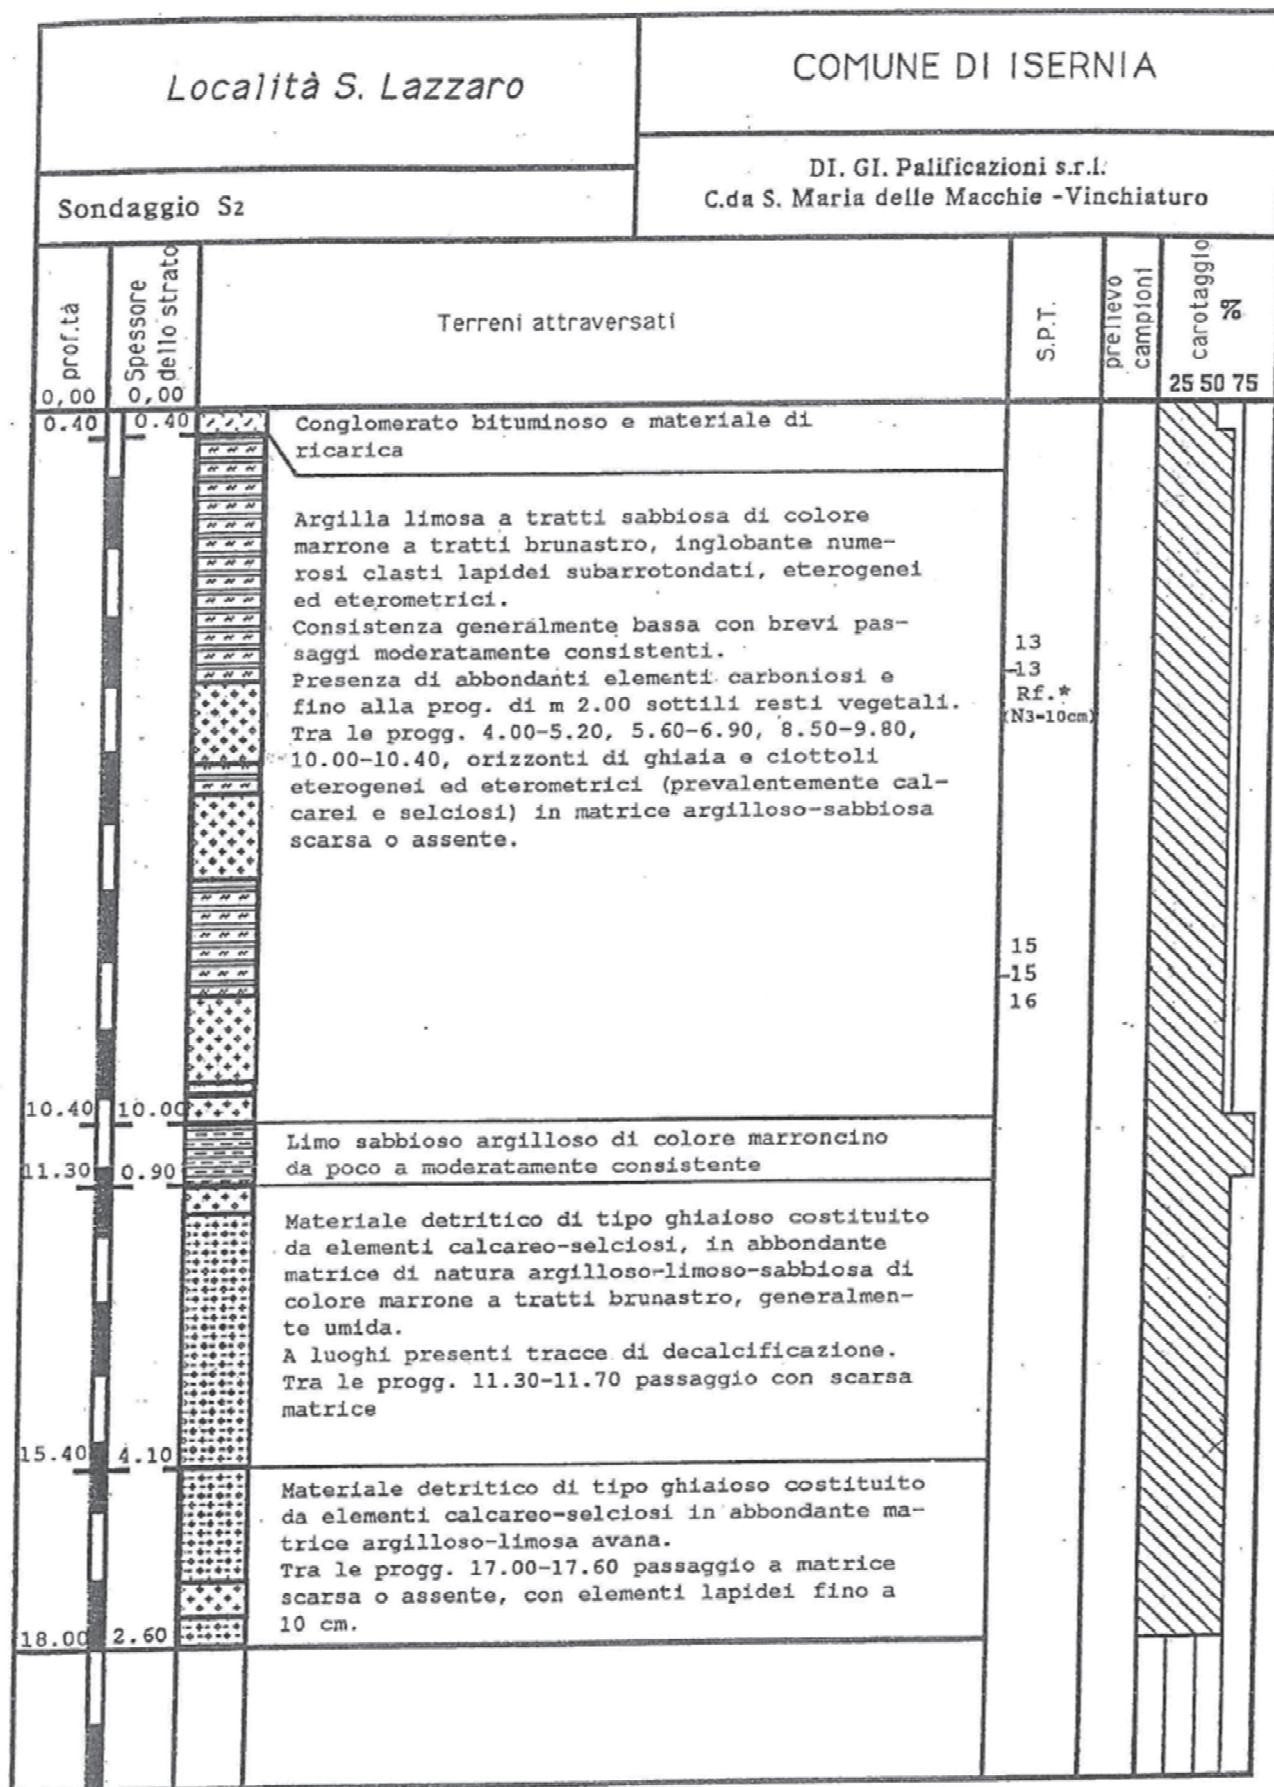 Località S. Lazzaro
COMUNE DI ISERNIA
Sondaggio S2
DI. GI. Palificazioni s.r.l.
C.da S. Maria delle Macchie -Vinchiaturo
prof.tà
0,00
Spessore
dello strato
0,00
Terreni attraversati
S.P.T.
prelievo
campioni
carotaggio
%
25 50 75
0.40 0.40
Conglomerato bituminoso e materiale di
ricarica
Argilla limosa a tratti sabbiosa di colore
marrone a tratti brunastro, inglobante nume-
rosi clasti lapidei subarrotondati, eterogenei
ed eterometrici.
Consistenza generalmente bassa con brevi pas-
saggi moderatamente consistenti.
Presenza di abbondanti elementi carboniosi e
fino alla prog. di m 2.00 sottili resti vegetali.
Tra le progg. 4.00-5.20, 5.60-6.90, 8.50-9.80,
10.00-10.40, orizzonti di ghiaia e ciottoli
eterogenei ed eterometrici (prevalentemente cal-
carei e selciosi) in matrice argilloso-sabbiosa
scarsa o assente.
13
13
Rf.*
(N3-10cm)
15
15
16
10.40 10.00
Limo sabbioso argilloso di colore marroncino
da poco a moderatamente consistente
11.30 0.90
Materiale detritico di tipo ghiaioso costituito
da elementi calcareo-selciosi, in abbondante
matrice di natura argilloso-limoso-sabbiosa di
colore marrone a tratti brunastro, generalmen-
te umida.
A luoghi presenti tracce di decalcificazione.
Tra le progg. 11.30-11.70 passaggio con scarsa
matrice
15.40 4.10
Materiale detritico di tipo ghiaioso costituito
da elementi calcareo-selciosi in abbondante ma-
trice argilloso-limosa avana.
Tra le progg. 17.00-17.60 passaggio a matrice
scarsa o assente, con elementi lapidei fino a
10 cm.
18.00 2.60